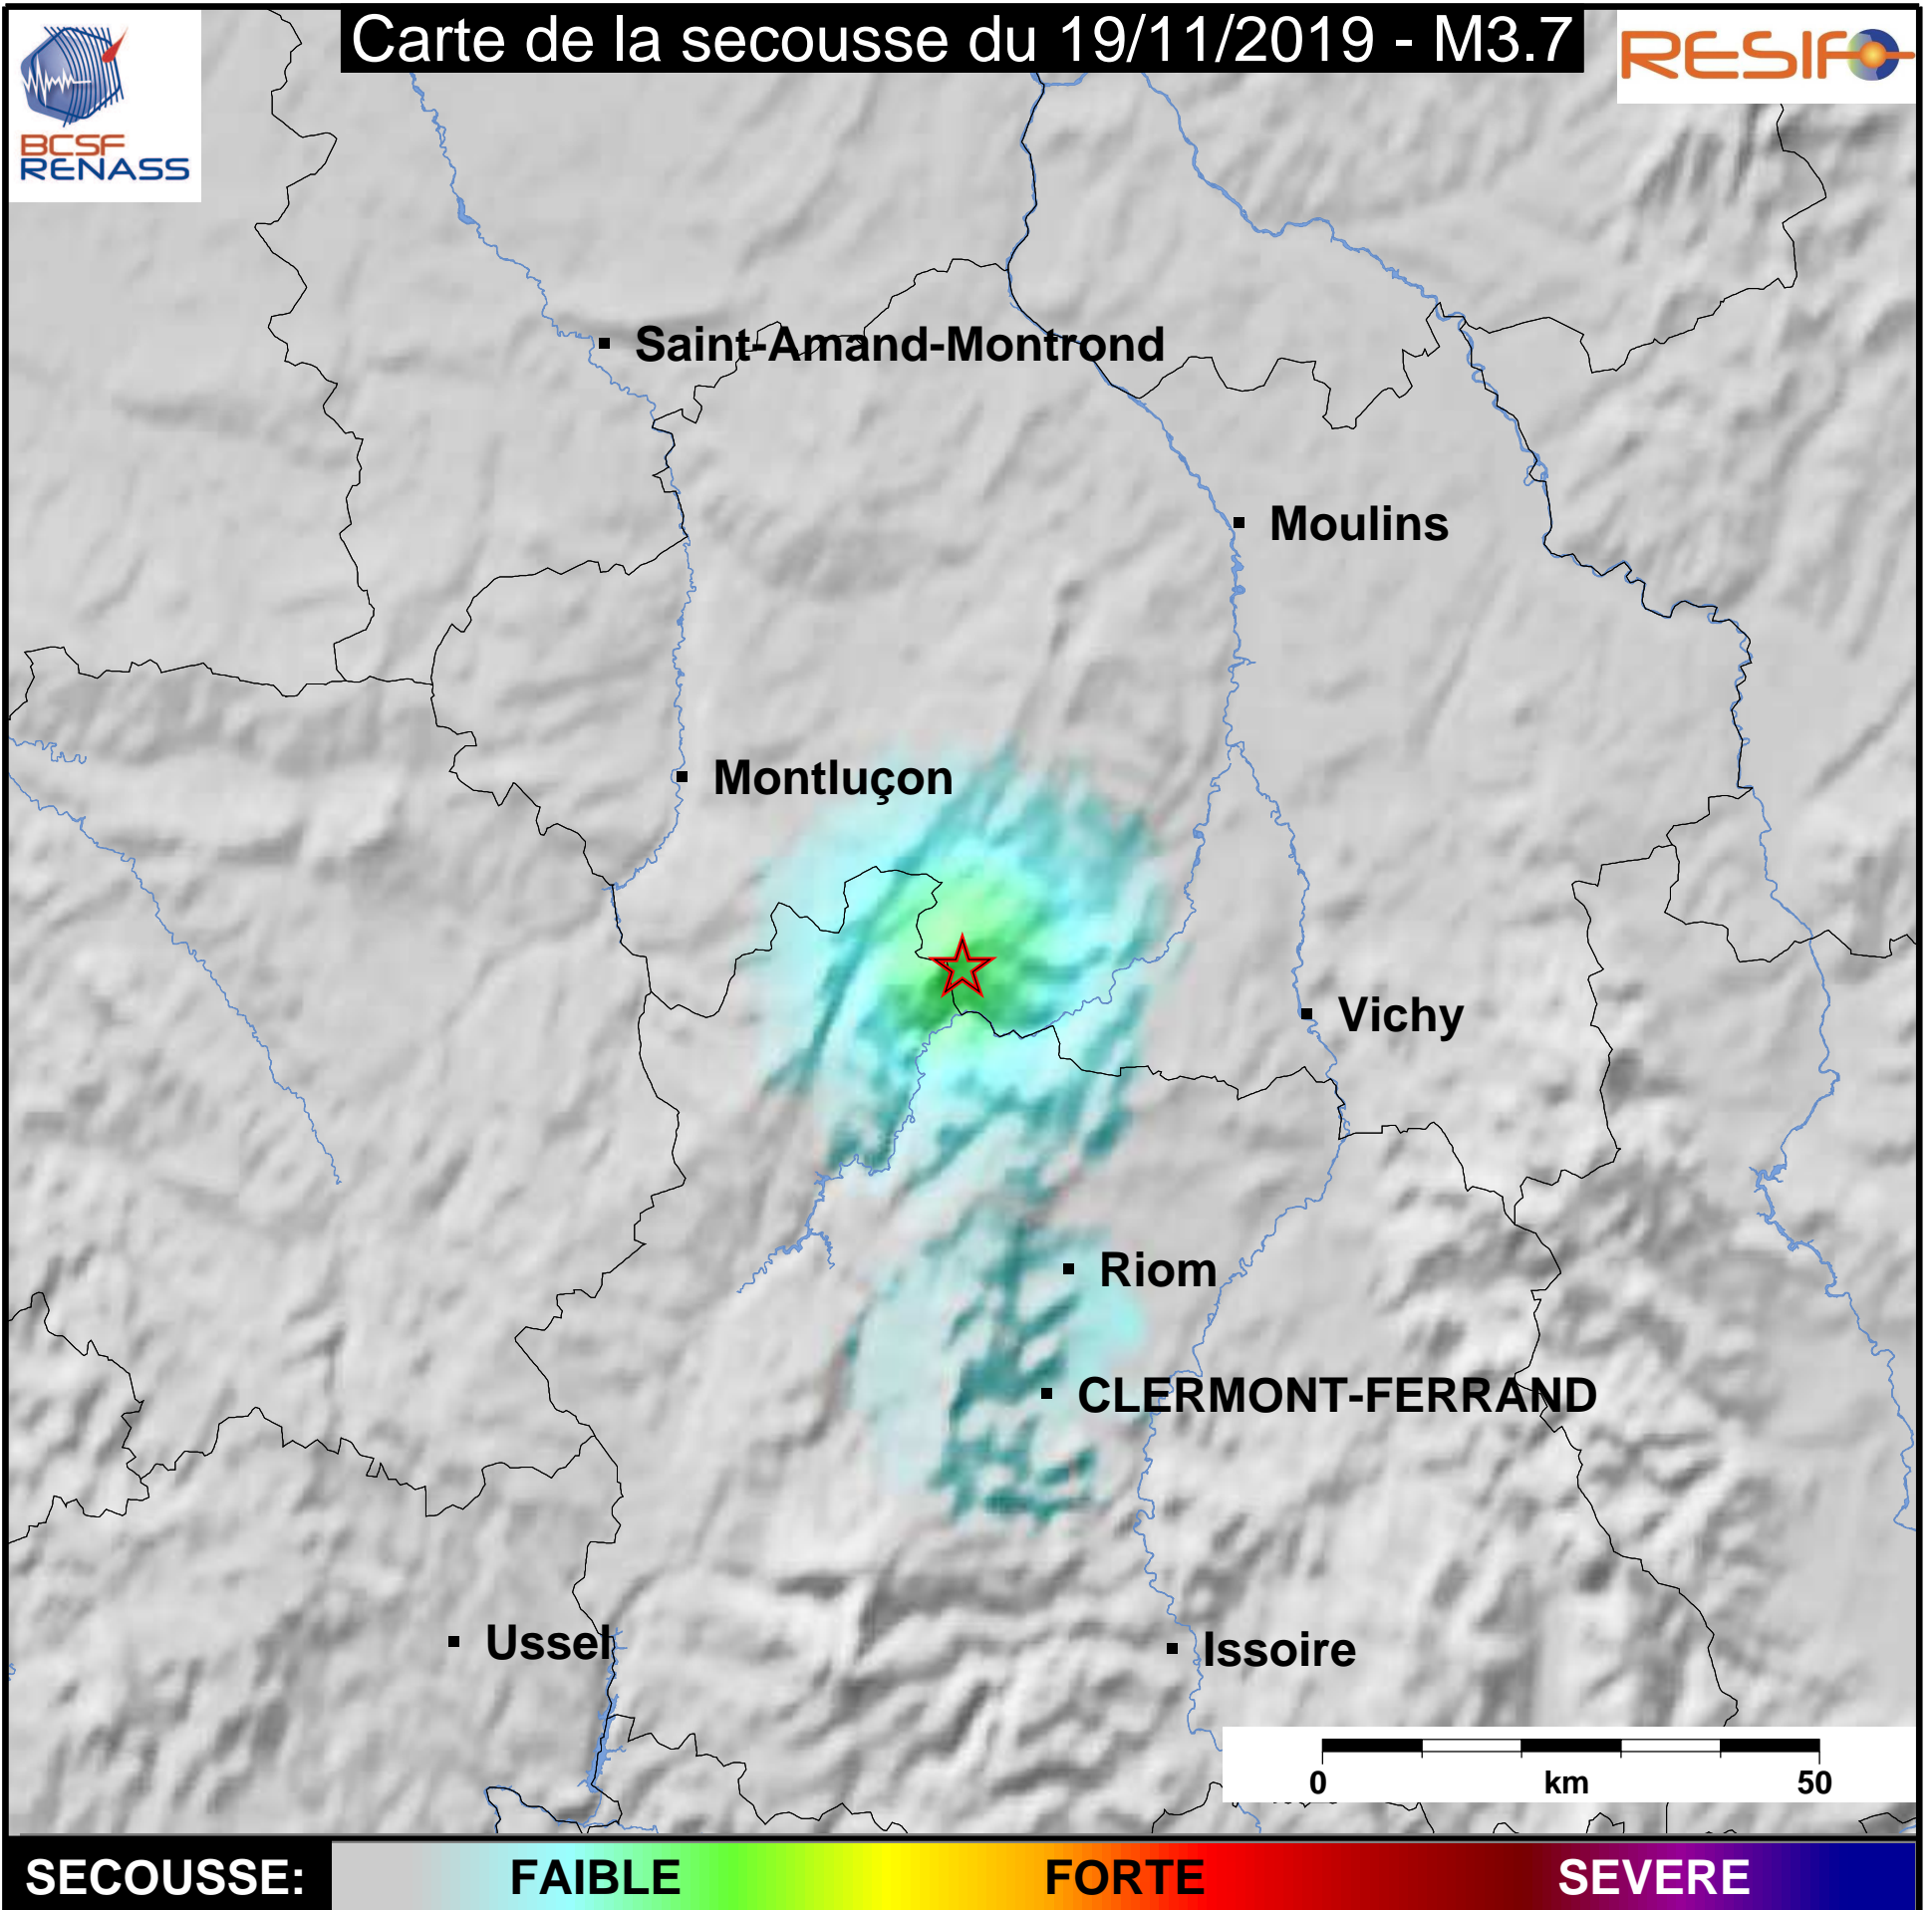 Carte de la secousse du 19/11/2019 - M3.7
BCSF
RENASS
RESIF
Saint-Amand-Montrond
Moulins
Montluçon
Vichy
Riom
CLERMONT-FERRAND
Ussel
Issoire
0 km 50
SECOUSSE: FAIBLE FORTE SEVERE